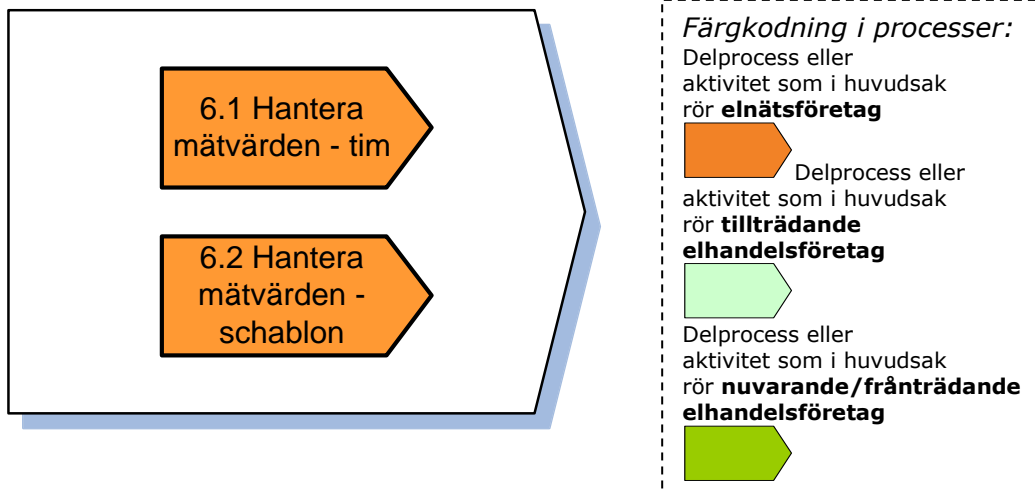 6.1 Hantera
mätvärden - tim
6.2 Hantera
mätvärden -
schablon
Färgkodning i processer:
Delprocess eller
aktivitet som i huvudsak
rör elnätsföretag
Delprocess eller
aktivitet som i huvudsak
rör tillträdande
elhandelsföretag
Delprocess eller
aktivitet som i huvudsak
rör nuvarande/frånträdande
elhandelsföretag